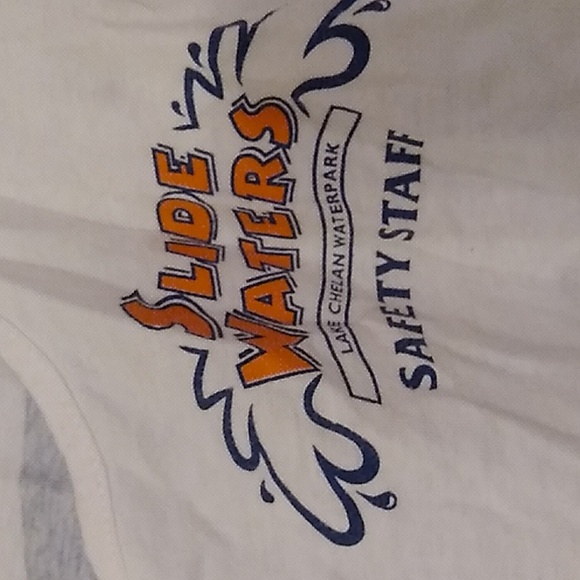 SLIDE
WATERS
LAKE CHELAN WATERPARK
SAFETY STAFF